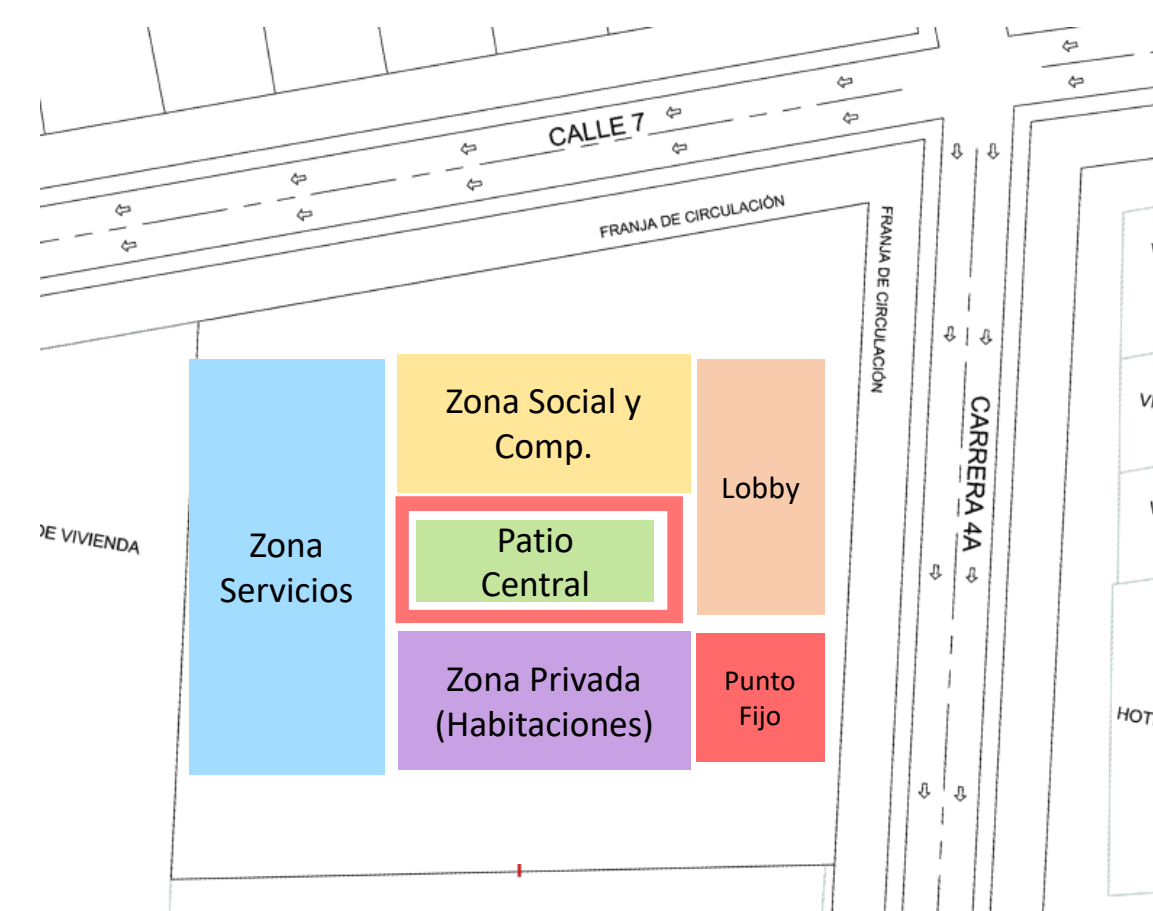 CALLE 7
FRANJA DE CIRCULACIÓN
FRANJA DE CIRCULACIÓN
CARRERA 4A
Zona Social y
Comp.
Lobby
Patio
Central
Zona
Servicios
Zona Privada
(Habitaciones)
Punto
Fijo
DE VIVIENDA